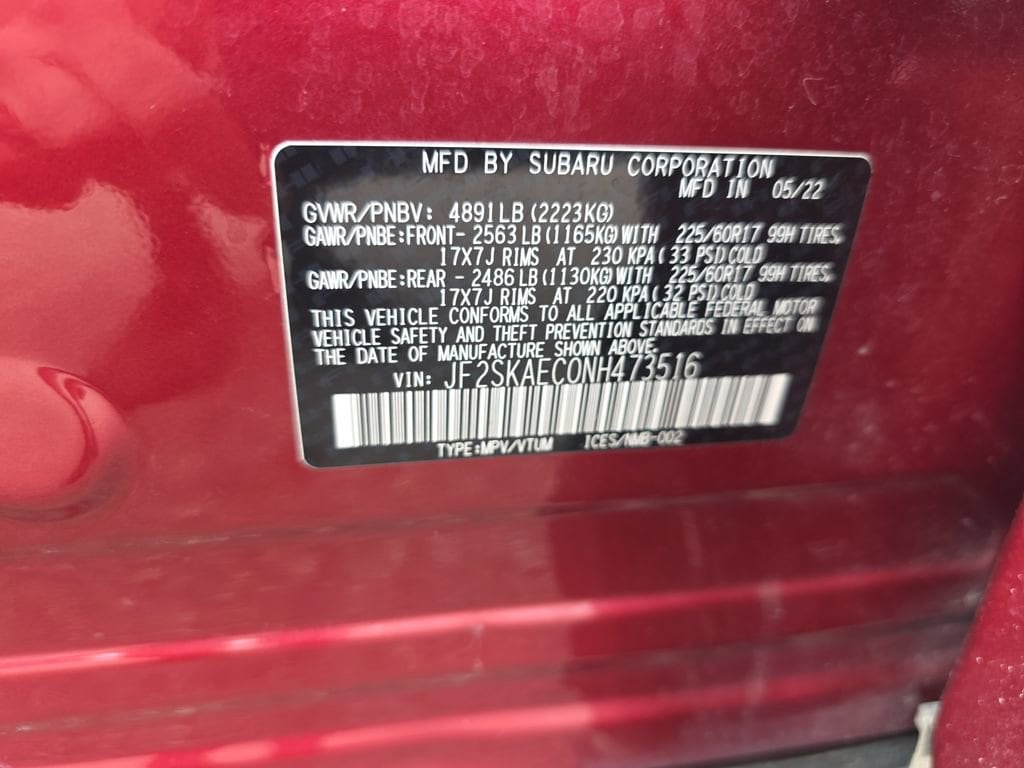 MFD BY SUBARU CORPORATION
MFD IN 05/22
GVWR/PNBV: 4891LB (2223KG)
GAWR/PNBE:FRONT- 2563 LB (1165KG) WITH 225/60R17 99H TIRES,
17X7J RIMS AT 230 KPA ( 33 PSI) COLD
GAWR/PNBE:REAR - 2486 LB (1130KG) WITH 225/60R17 99H TIRES,
17X7J RIMS AT 220 KPA ( 32 PSI) COLD
THIS VEHICLE CONFORMS TO ALL APPLICABLE FEDERAL MOTOR
VEHICLE SAFETY AND THEFT PREVENTION STANDARDS IN EFFECT ON
THE DATE OF MANUFACTURE SHOWN ABOVE.
VIN: JF2SKAEC0NH473516
TYPE:MPV/VTUM ICES/NMB-002